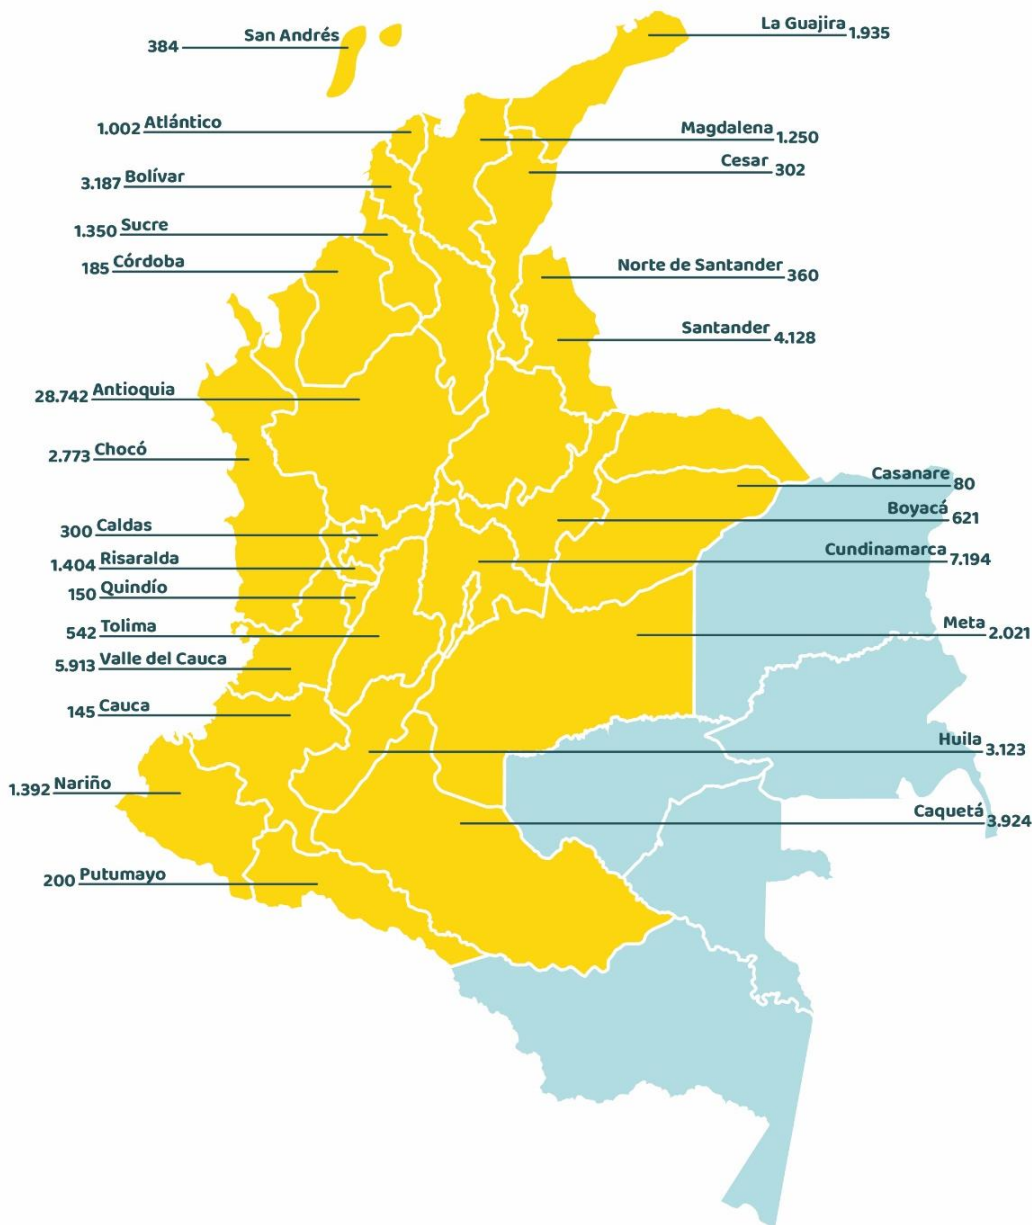 San Andrés
384
La Guajira
1.935
1.002 Atlántico
Magdalena
1.250
Cesar
302
3.187 Bolívar
1.350 Sucre
185 Córdoba
Norte de Santander
360
Santander
4.128
28.742 Antioquia
2.773 Chocó
Casanare
80
Boyacá
621
300 Caldas
Cundinamarca
7.194
1.404 Risaralda
150 Quindío
542 Tolima
Meta
2.021
5.913 Valle del Cauca
145 Cauca
Huila
3.123
1.392 Nariño
Caquetá
3.924
200 Putumayo